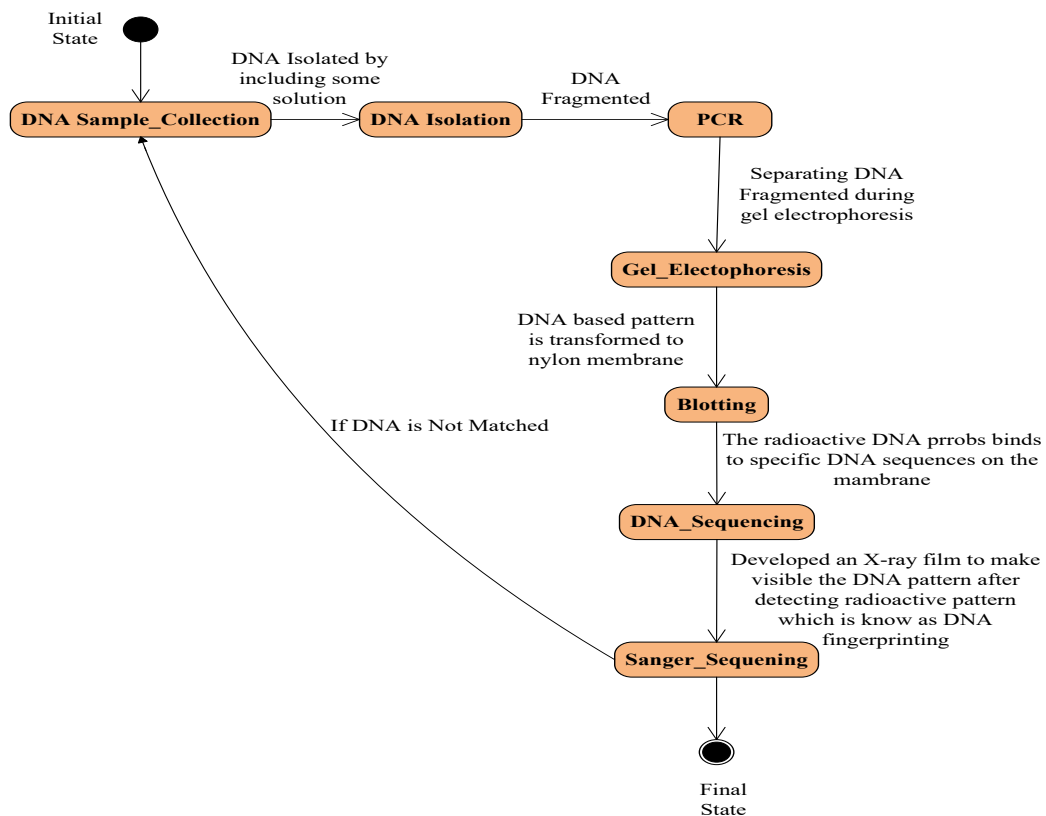 Initial
State
DNA Isolated by
including some
solution
DNA
Fragmented
DNA Sample_Collection
DNA Isolation
PCR
Separating DNA
Fragmented during
gel electrophoresis
Gel_Electophoresis
DNA based pattern
is transformed to
nylon membrane
Blotting
If DNA is Not Matched
The radioactive DNA prrobs binds
to specific DNA sequences on the
mambrane
DNA_Sequencing
Developed an X-ray film to make
visible the DNA pattern after
detecting radioactive pattern
which is know as DNA
fingerprinting
Sanger_Sequening
Final
State